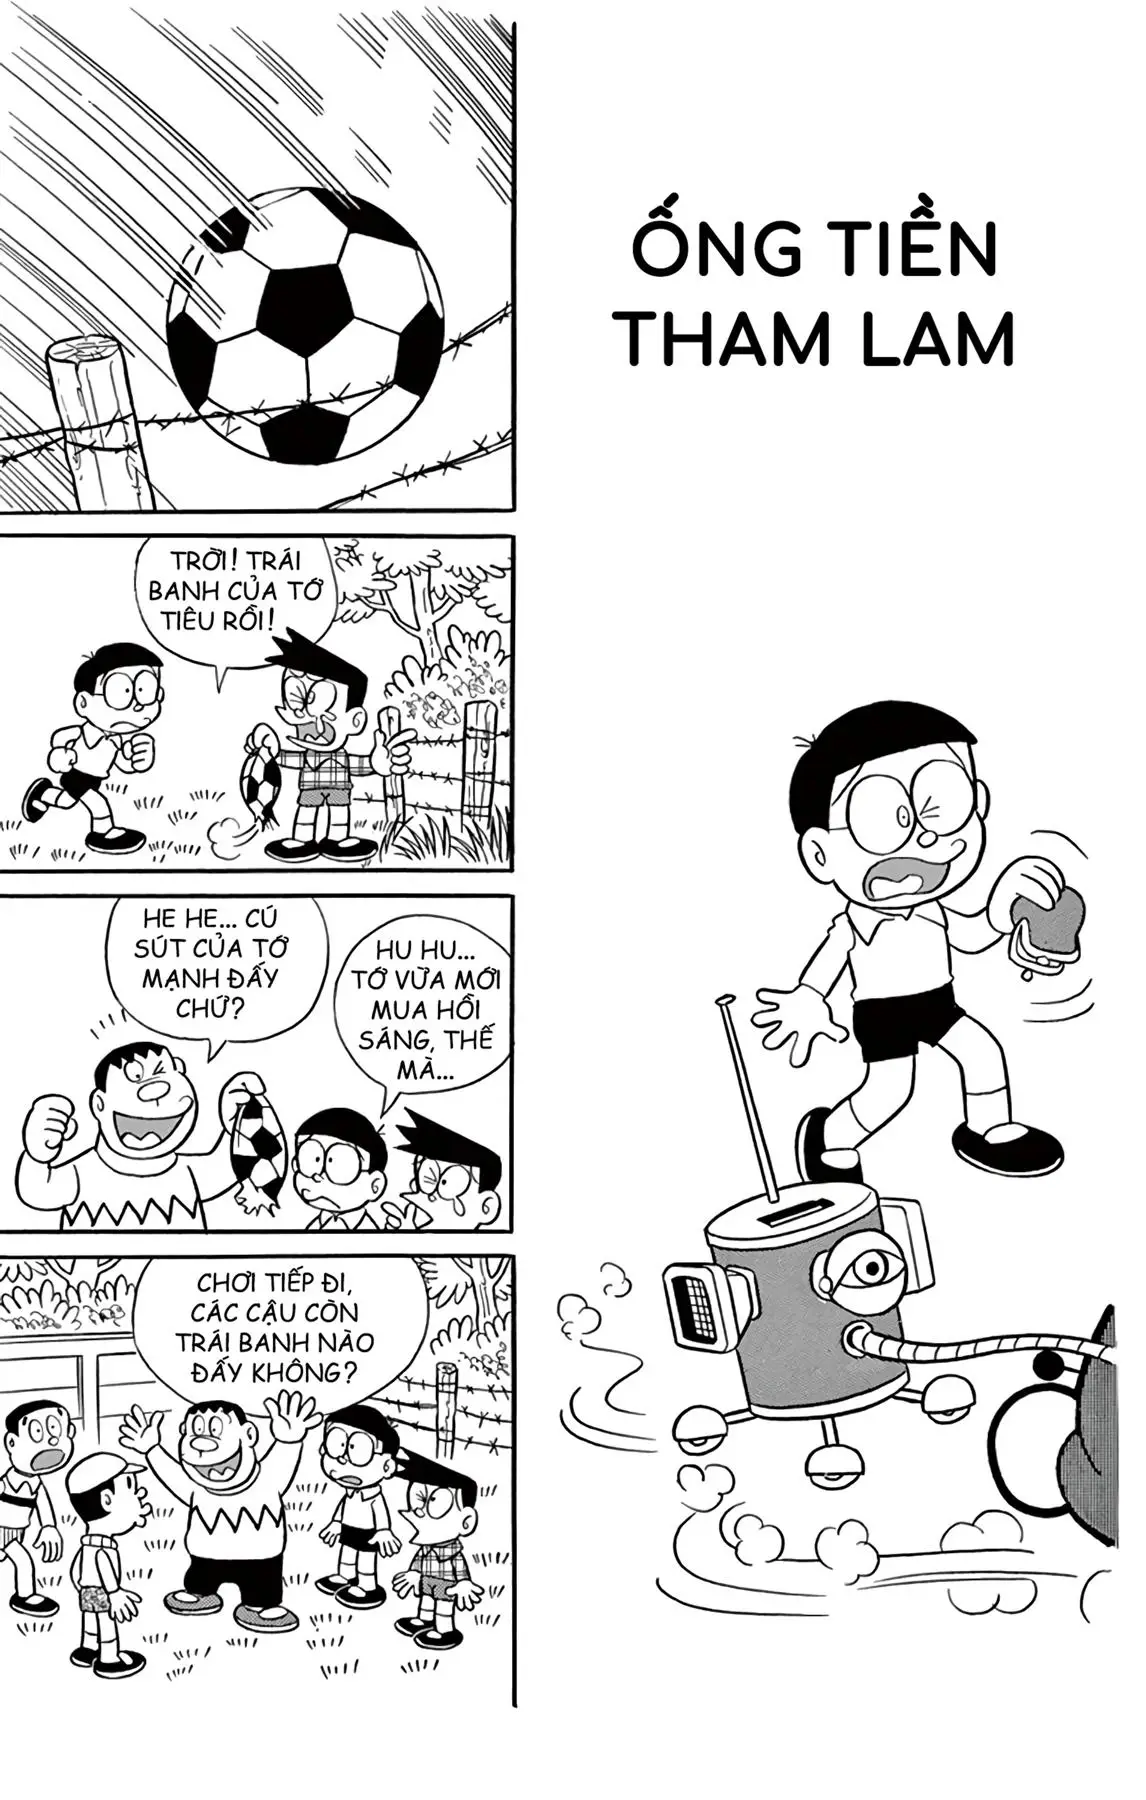 ỐNG TIỀN
THAM LAM
TRỜI! TRÁI
BANH CỦA TỚ
TIÊU RỒI!
HE HE... CÚ
SÚT CỦA TỚ
MẠNH ĐẤY
CHỨ?
HU HU...
TỚ VỪA MỚI
MUA HỒI
SÁNG, THẾ
MÀ...
CHƠI TIẾP ĐI,
CÁC CẬU CÒN
TRÁI BANH NÀO
ĐẤY KHÔNG?